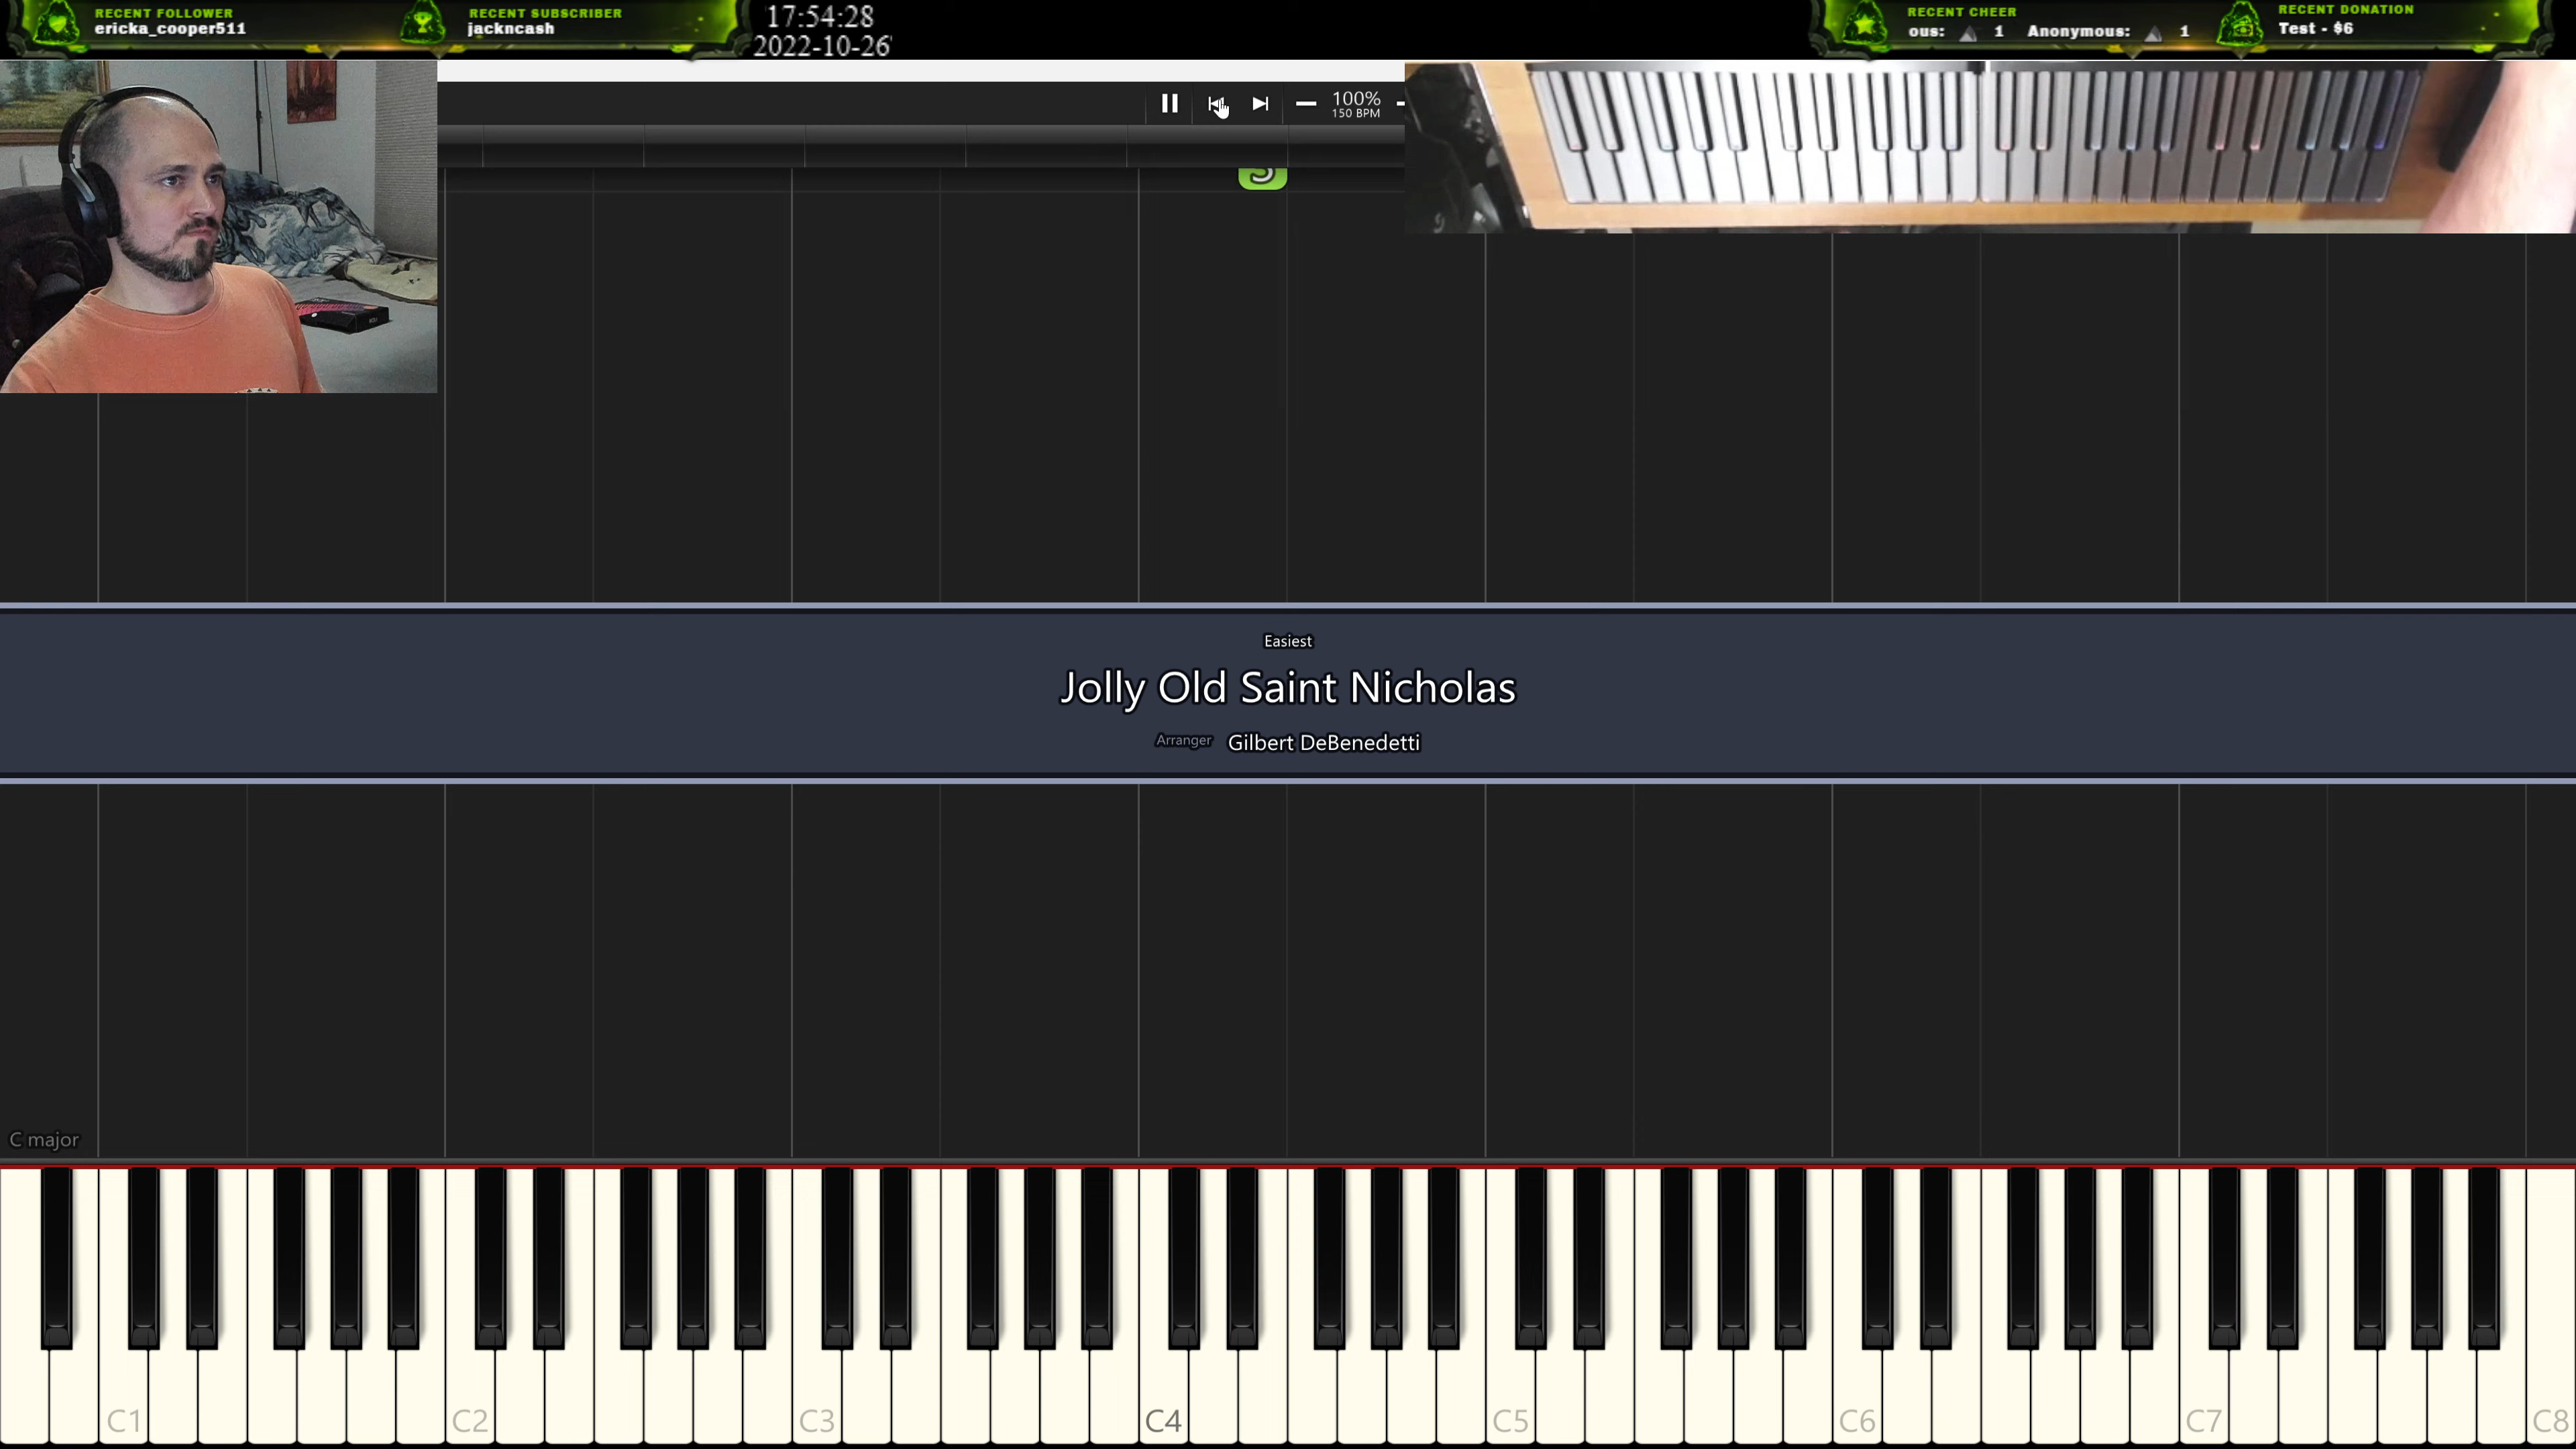 RECENT FOLLOWER
ericka_cooper511
RECENT SUBSCRIBER
jackncash
17:54:28
2022-10-26
RECENT CHEER
ous: 1 Anonymous: 1
RECENT DONATION
Test - $6
100%
150 BPM
Easiest
Jolly Old Saint Nicholas
Arranger Gilbert DeBenedetti
C major
C1 C2 C3 C4 C5 C6 C7 C8